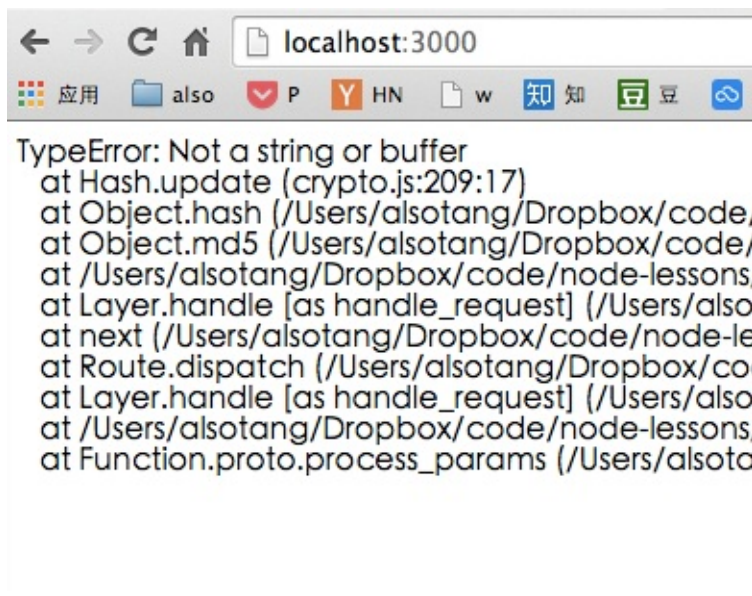 localhost:3000
应用 also P Y HN w 知 知 豆 豆
TypeError: Not a string or buffer
at Hash.update (crypto.js:209:17)
at Object.hash (/Users/alsotang/Dropbox/code/
at Object.md5 (/Users/alsotang/Dropbox/code/
at /Users/alsotang/Dropbox/code/node-lessons/
at Layer.handle [as handle_request] (/Users/also
at next (/Users/alsotang/Dropbox/code/node-le
at Route.dispatch (/Users/alsotang/Dropbox/co
at Layer.handle [as handle_request] (/Users/also
at /Users/alsotang/Dropbox/code/node-lessons/
at Function.proto.process_params (/Users/alsota